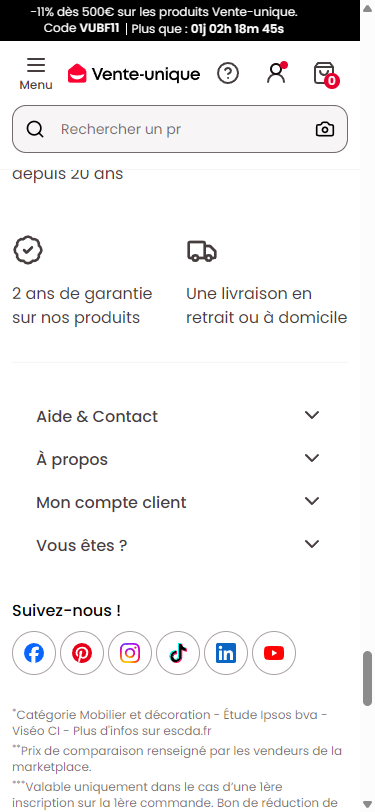 -11% dès 500€ sur les produits Vente-unique.
Code VUBF11 | Plus que : 01j 02h 18m 45s
Menu
Vente-unique
0
Rechercher un pr
depuis 20 ans
2 ans de garantie
sur nos produits
Une livraison en
retrait ou à domicile
Aide & Contact
À propos
Mon compte client
Vous êtes ?
Suivez-nous !
*Catégorie Mobilier et décoration - Étude Ipsos bva -
Viséo CI - Plus d'infos sur escda.fr
**Prix de comparaison renseigné par les vendeurs de la
marketplace.
***Valable uniquement dans le cas d'une 1ère
inscription sur la 1ère commande. Bon de réduction de